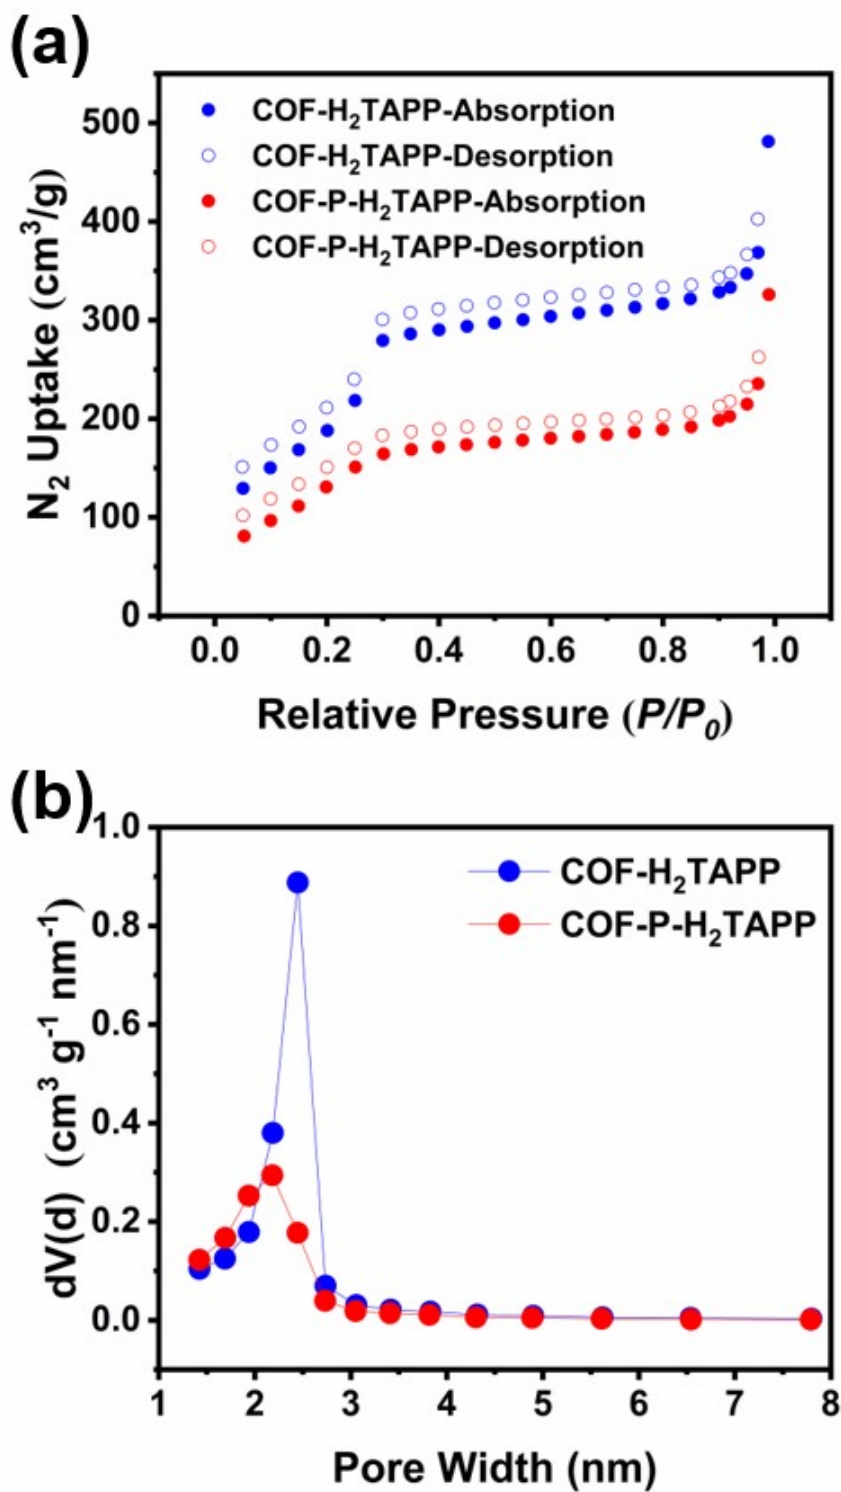 (a)
500
400
300
200
100
0
N₂ Uptake (cm³/g)
COF-H₂TAPP-Absorption
COF-H₂TAPP-Desorption
COF-P-H₂TAPP-Absorption
COF-P-H₂TAPP-Desorption
0.0 0.2 0.4 0.6 0.8 1.0
Relative Pressure (P/P₀)
(b)
1.0
0.8
0.6
0.4
0.2
0.0
dV(d) (cm³ g⁻¹ nm⁻¹)
COF-H₂TAPP
COF-P-H₂TAPP
1 2 3 4 5 6 7 8
Pore Width (nm)